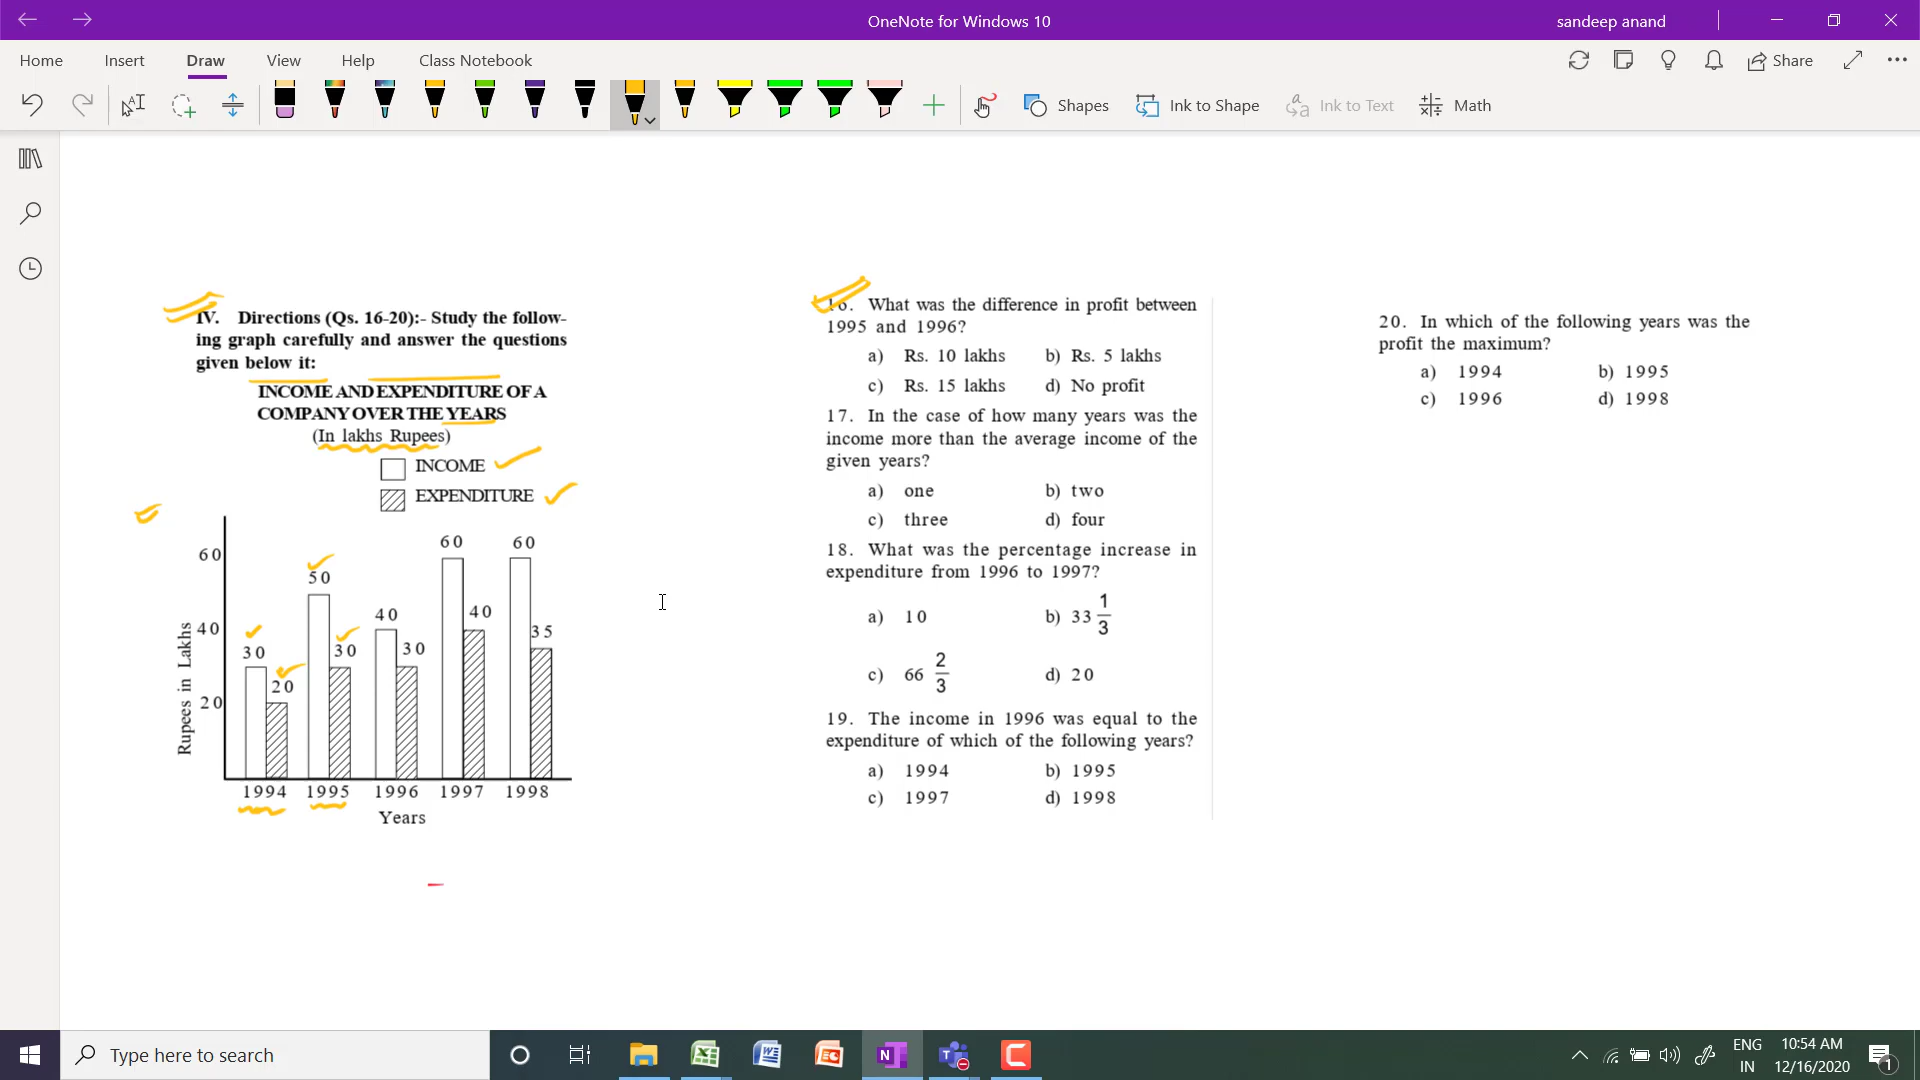 OneNote for Windows 10
sandeep anand
Home Insert Draw View Help Class Notebook
Share
Shapes Ink to Shape Ink to Text Math
IV. Directions (Qs. 16-20):- Study the follow-
ing graph carefully and answer the questions
given below it:
INCOME AND EXPENDITURE OF A
COMPANY OVER THE YEARS
(In lakhs Rupees)
INCOME
EXPENDITURE
Rupees in Lakhs
60
40
20
30
20
50
30
40
30
60
40
60
35
1994 1995 1996 1997 1998
Years
16. What was the difference in profit between
1995 and 1996?
a) Rs. 10 lakhs b) Rs. 5 lakhs
c) Rs. 15 lakhs d) No profit
17. In the case of how many years was the
income more than the average income of the
given years?
a) one b) two
c) three d) four
18. What was the percentage increase in
expenditure from 1996 to 1997?
a) 10 b) 33 1/3
c) 66 2/3 d) 20
19. The income in 1996 was equal to the
expenditure of which of the following years?
a) 1994 b) 1995
c) 1997 d) 1998
20. In which of the following years was the
profit the maximum?
a) 1994 b) 1995
c) 1996 d) 1998
Type here to search
ENG
IN
10:54 AM
12/16/2020
1